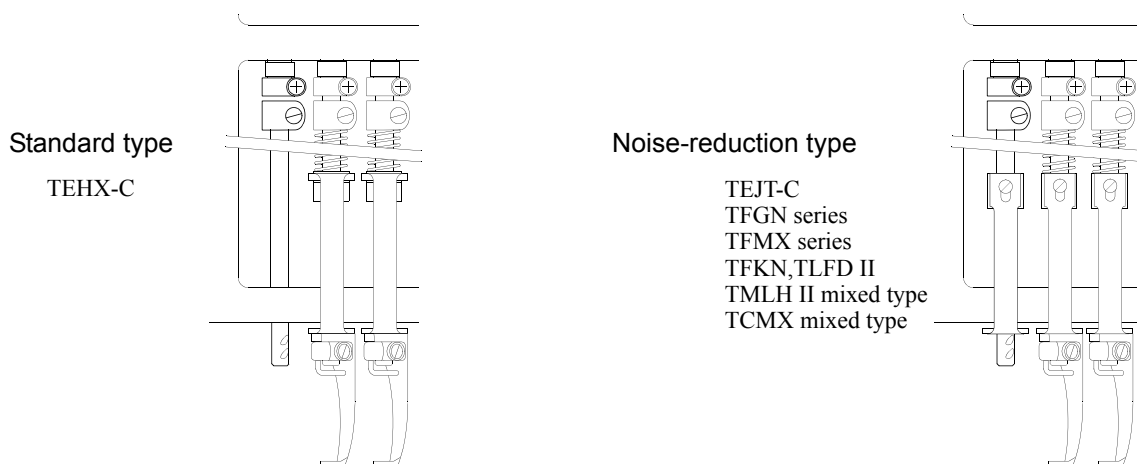 Standard type
TEHX-C
Noise-reduction type
TEJT-C
TFGN series
TFMX series
TFKN,TLFD II
TMLH II mixed type
TCMX mixed type